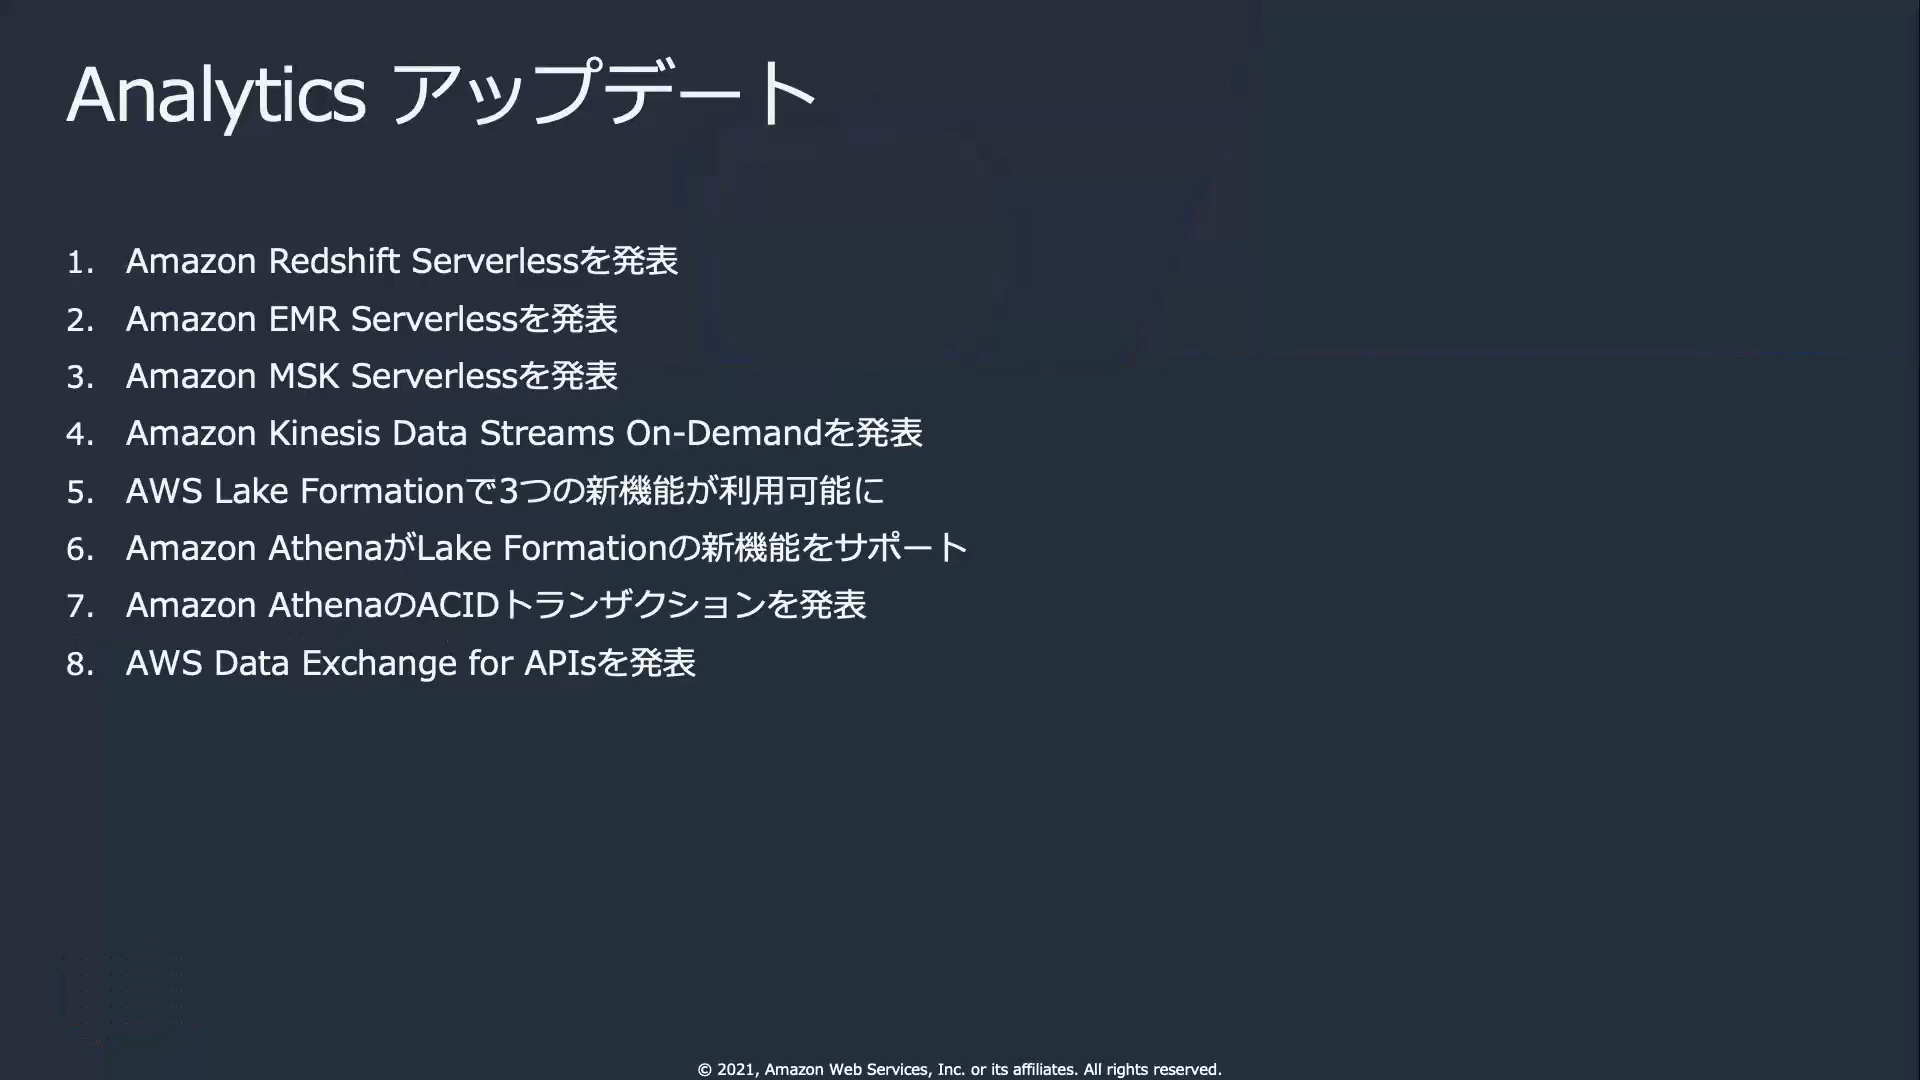 Analytics アップデート
1. Amazon Redshift Serverlessを発表
2. Amazon EMR Serverlessを発表
3. Amazon MSK Serverlessを発表
4. Amazon Kinesis Data Streams On-Demandを発表
5. AWS Lake Formationで3つの新機能が利用可能に
6. Amazon AthenaがLake Formationの新機能をサポート
7. Amazon AthenaのACIDトランザクションを発表
8. AWS Data Exchange for APIsを発表
© 2021, Amazon Web Services, Inc. or its affiliates. All rights reserved.